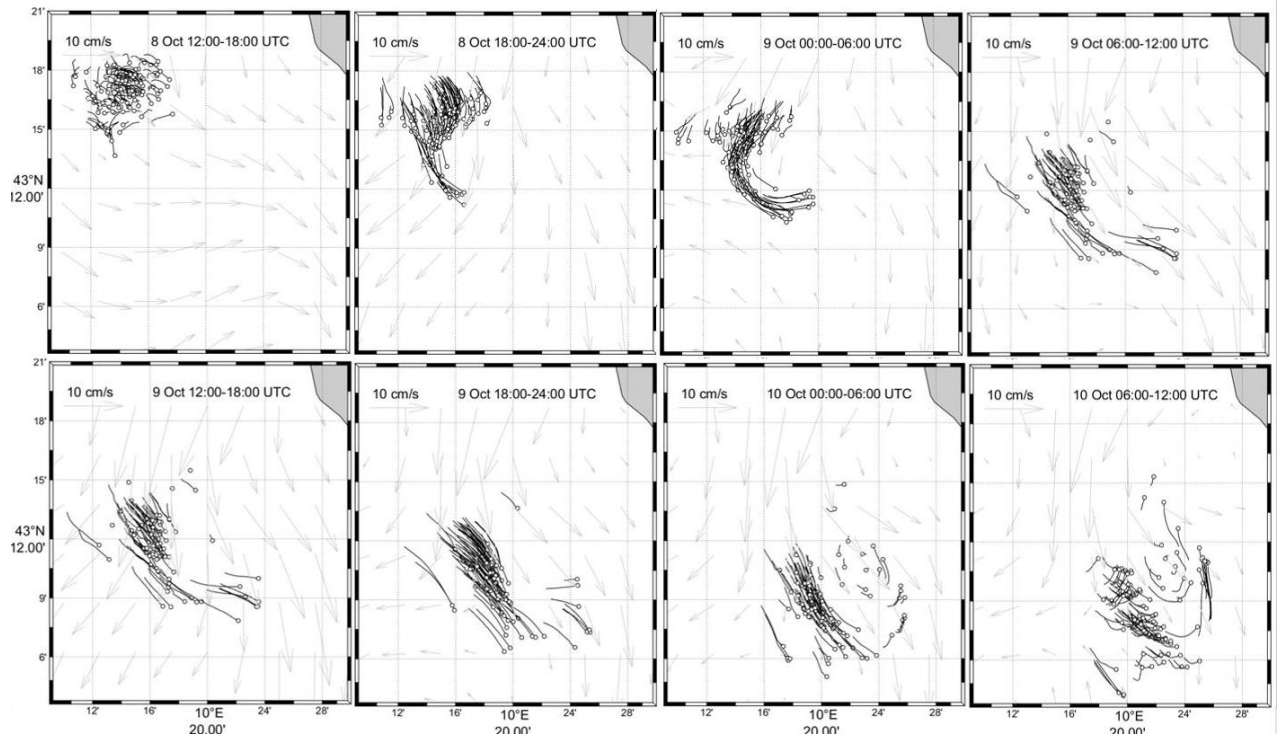 21'
10 cm/s 8 Oct 12:00-18:00 UTC
10 cm/s 8 Oct 18:00-24:00 UTC
10 cm/s 9 Oct 00:00-06:00 UTC
10 cm/s 9 Oct 06:00-12:00 UTC
18'
15'
43°N
12.00'
9'
6'
21'
10 cm/s 9 Oct 12:00-18:00 UTC
10 cm/s 9 Oct 18:00-24:00 UTC
10 cm/s 10 Oct 00:00-06:00 UTC
10 cm/s 10 Oct 06:00-12:00 UTC
18'
15'
43°N
12.00'
9'
6'
12' 16' 10°E 24' 28' 12' 16' 10°E 24' 28' 12' 16' 10°E 24' 28' 12' 16' 10°E 24' 28'
20.00' 20.00' 20.00' 20.00'